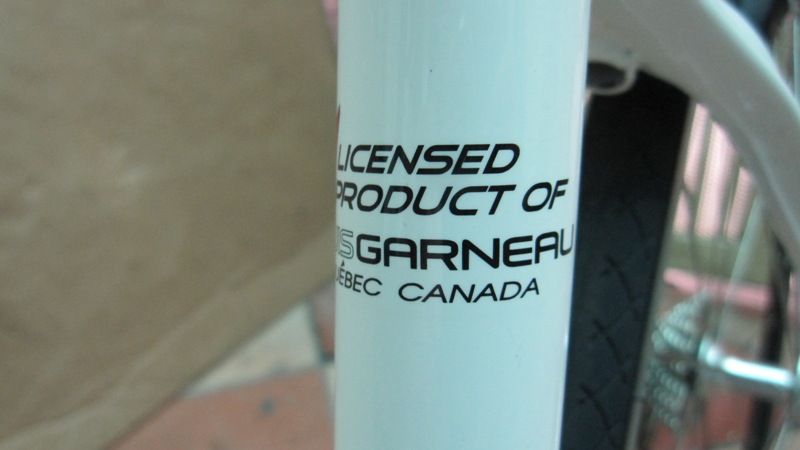 LICENSED
PRODUCT OF
GARNEAU
CANADA